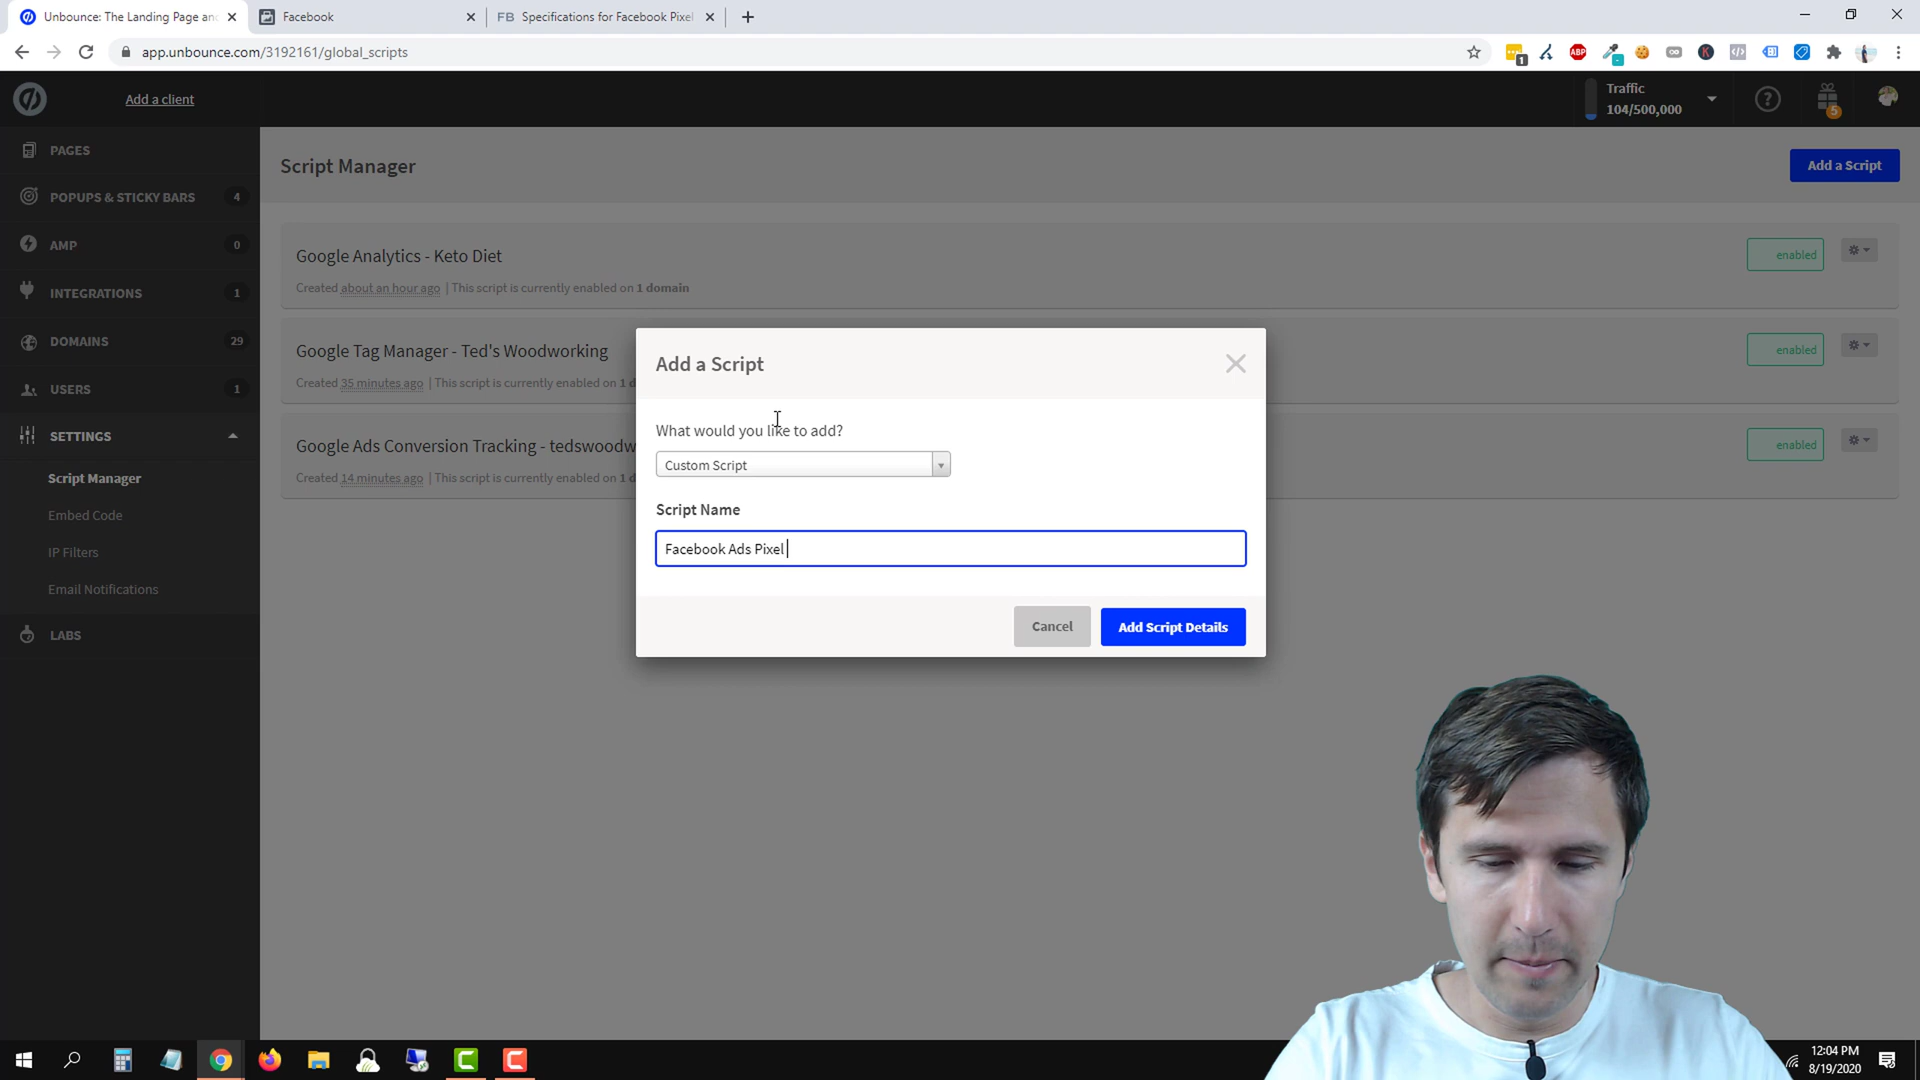 Unbounce: The Landing Page an
Facebook
FB Specifications for Facebook Pixel
app.unbounce.com/3192161/global_scripts
1
ABP
Add a client
Traffic
104/500,000
5
PAGES
POPUPS & STICKY BARS 4
AMP 0
INTEGRATIONS 1
DOMAINS 29
USERS 1
SETTINGS
Script Manager
Embed Code
IP Filters
Email Notifications
LABS
Script Manager
Add a Script
Google Analytics - Keto Diet
Created about an hour ago | This script is currently enabled on 1 domain
enabled
Google Tag Manager - Ted's Woodworking
Created 35 minutes ago | This script is currently enabled on 1 d
enabled
Google Ads Conversion Tracking - tedswoodw
Created 14 minutes ago | This script is currently enabled on 1 d
enabled
Add a Script
What would you like to add?
Custom Script
Script Name
Facebook Ads Pixel
Cancel
Add Script Details
12:04 PM
8/19/2020